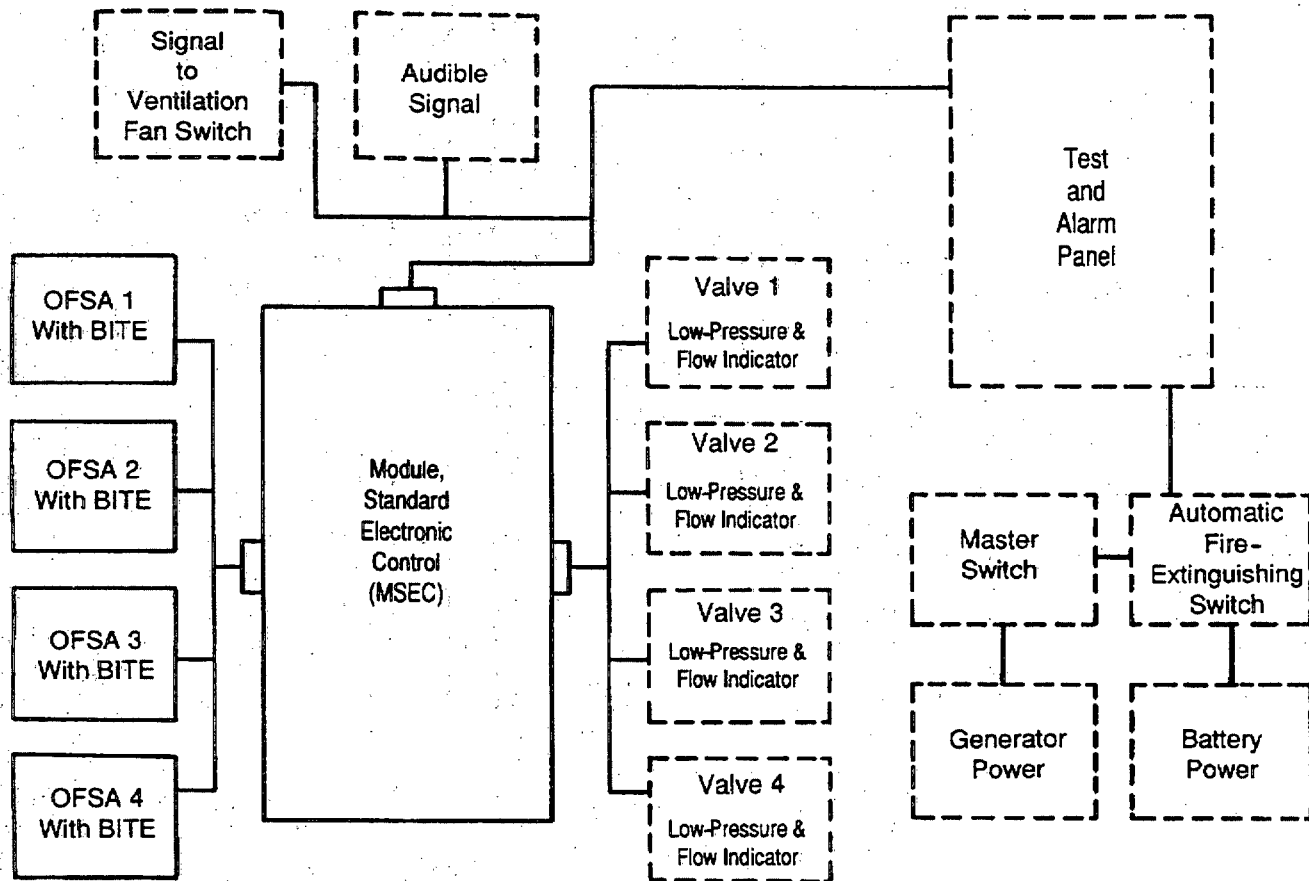 Signal
to
Ventilation
Fan Switch
Audible
Signal
Test
and
Alarm
Panel
OFSA 1
With BITE
OFSA 2
With BITE
OFSA 3
With BITE
OFSA 4
With BITE
Module,
Standard
Electronic
Control
(MSEC)
Valve 1
Low-Pressure &
Flow Indicator
Valve 2
Low-Pressure &
Flow Indicator
Valve 3
Low-Pressure &
Flow Indicator
Valve 4
Low-Pressure &
Flow Indicator
Master
Switch
Automatic
Fire-
Extinguishing
Switch
Generator
Power
Battery
Power